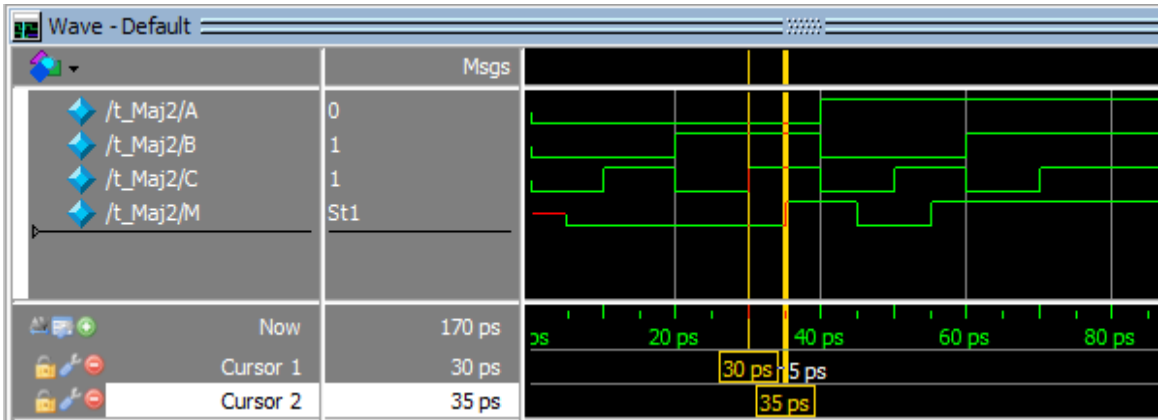 Wave - Default
Msgs
/t_Maj2/A 0
/t_Maj2/B 1
/t_Maj2/C 1
/t_Maj2/M St1
Now 170 ps ps 20 ps 40 ps 60 ps 80 ps
Cursor 1 30 ps 30 ps 5 ps
Cursor 2 35 ps 35 ps